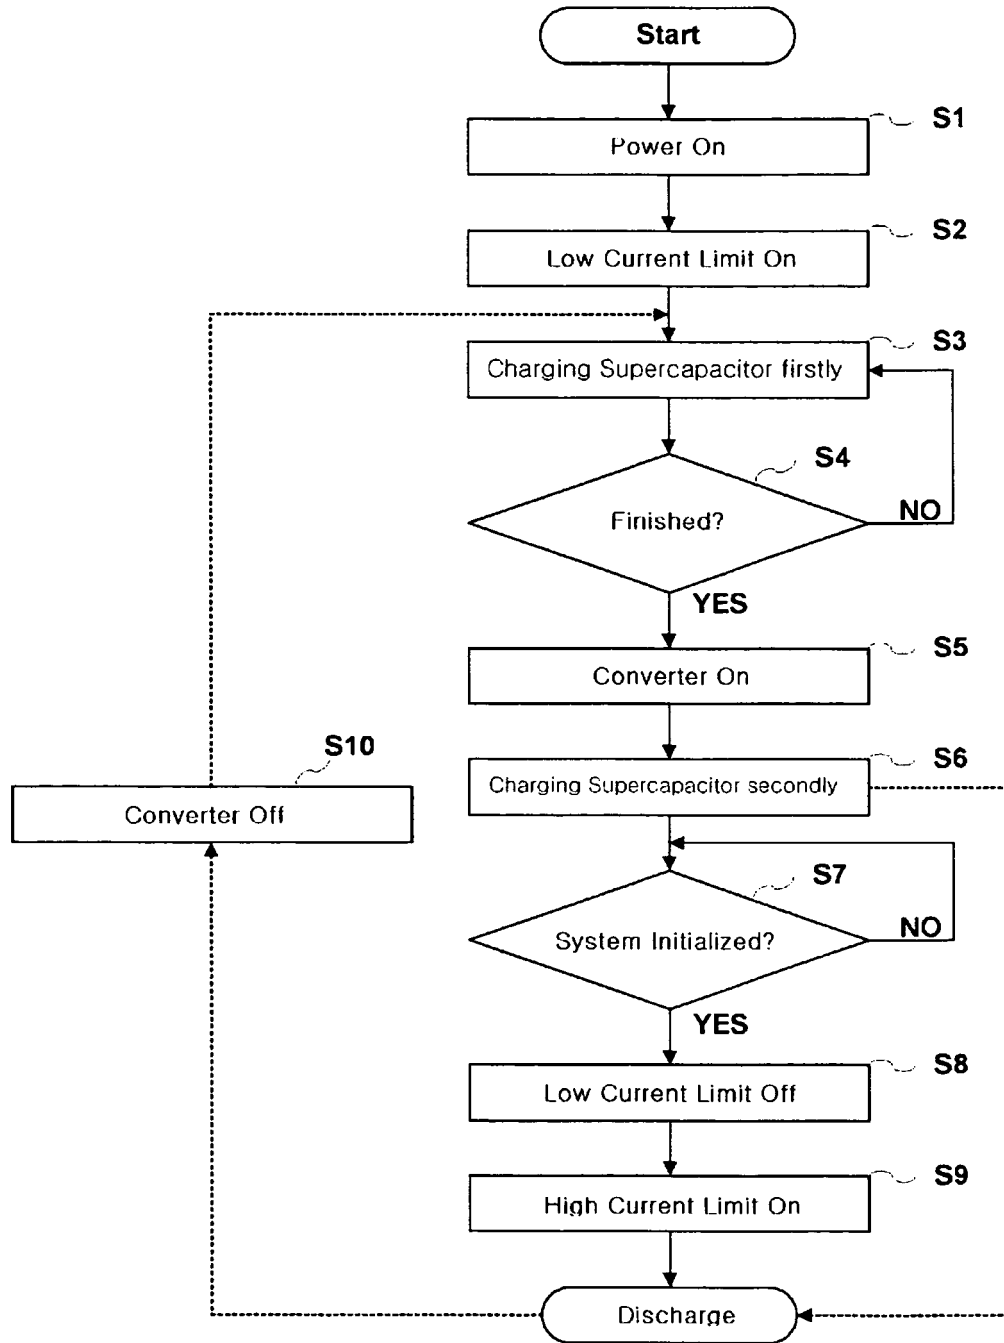 Start
S1
Power On
S2
Low Current Limit On
S3
Charging Supercapacitor firstly
S4
Finished?
NO
YES
S5
Converter On
S6
Charging Supercapacitor secondly
S10
Converter Off
S7
System Initialized?
NO
YES
S8
Low Current Limit Off
S9
High Current Limit On
Discharge